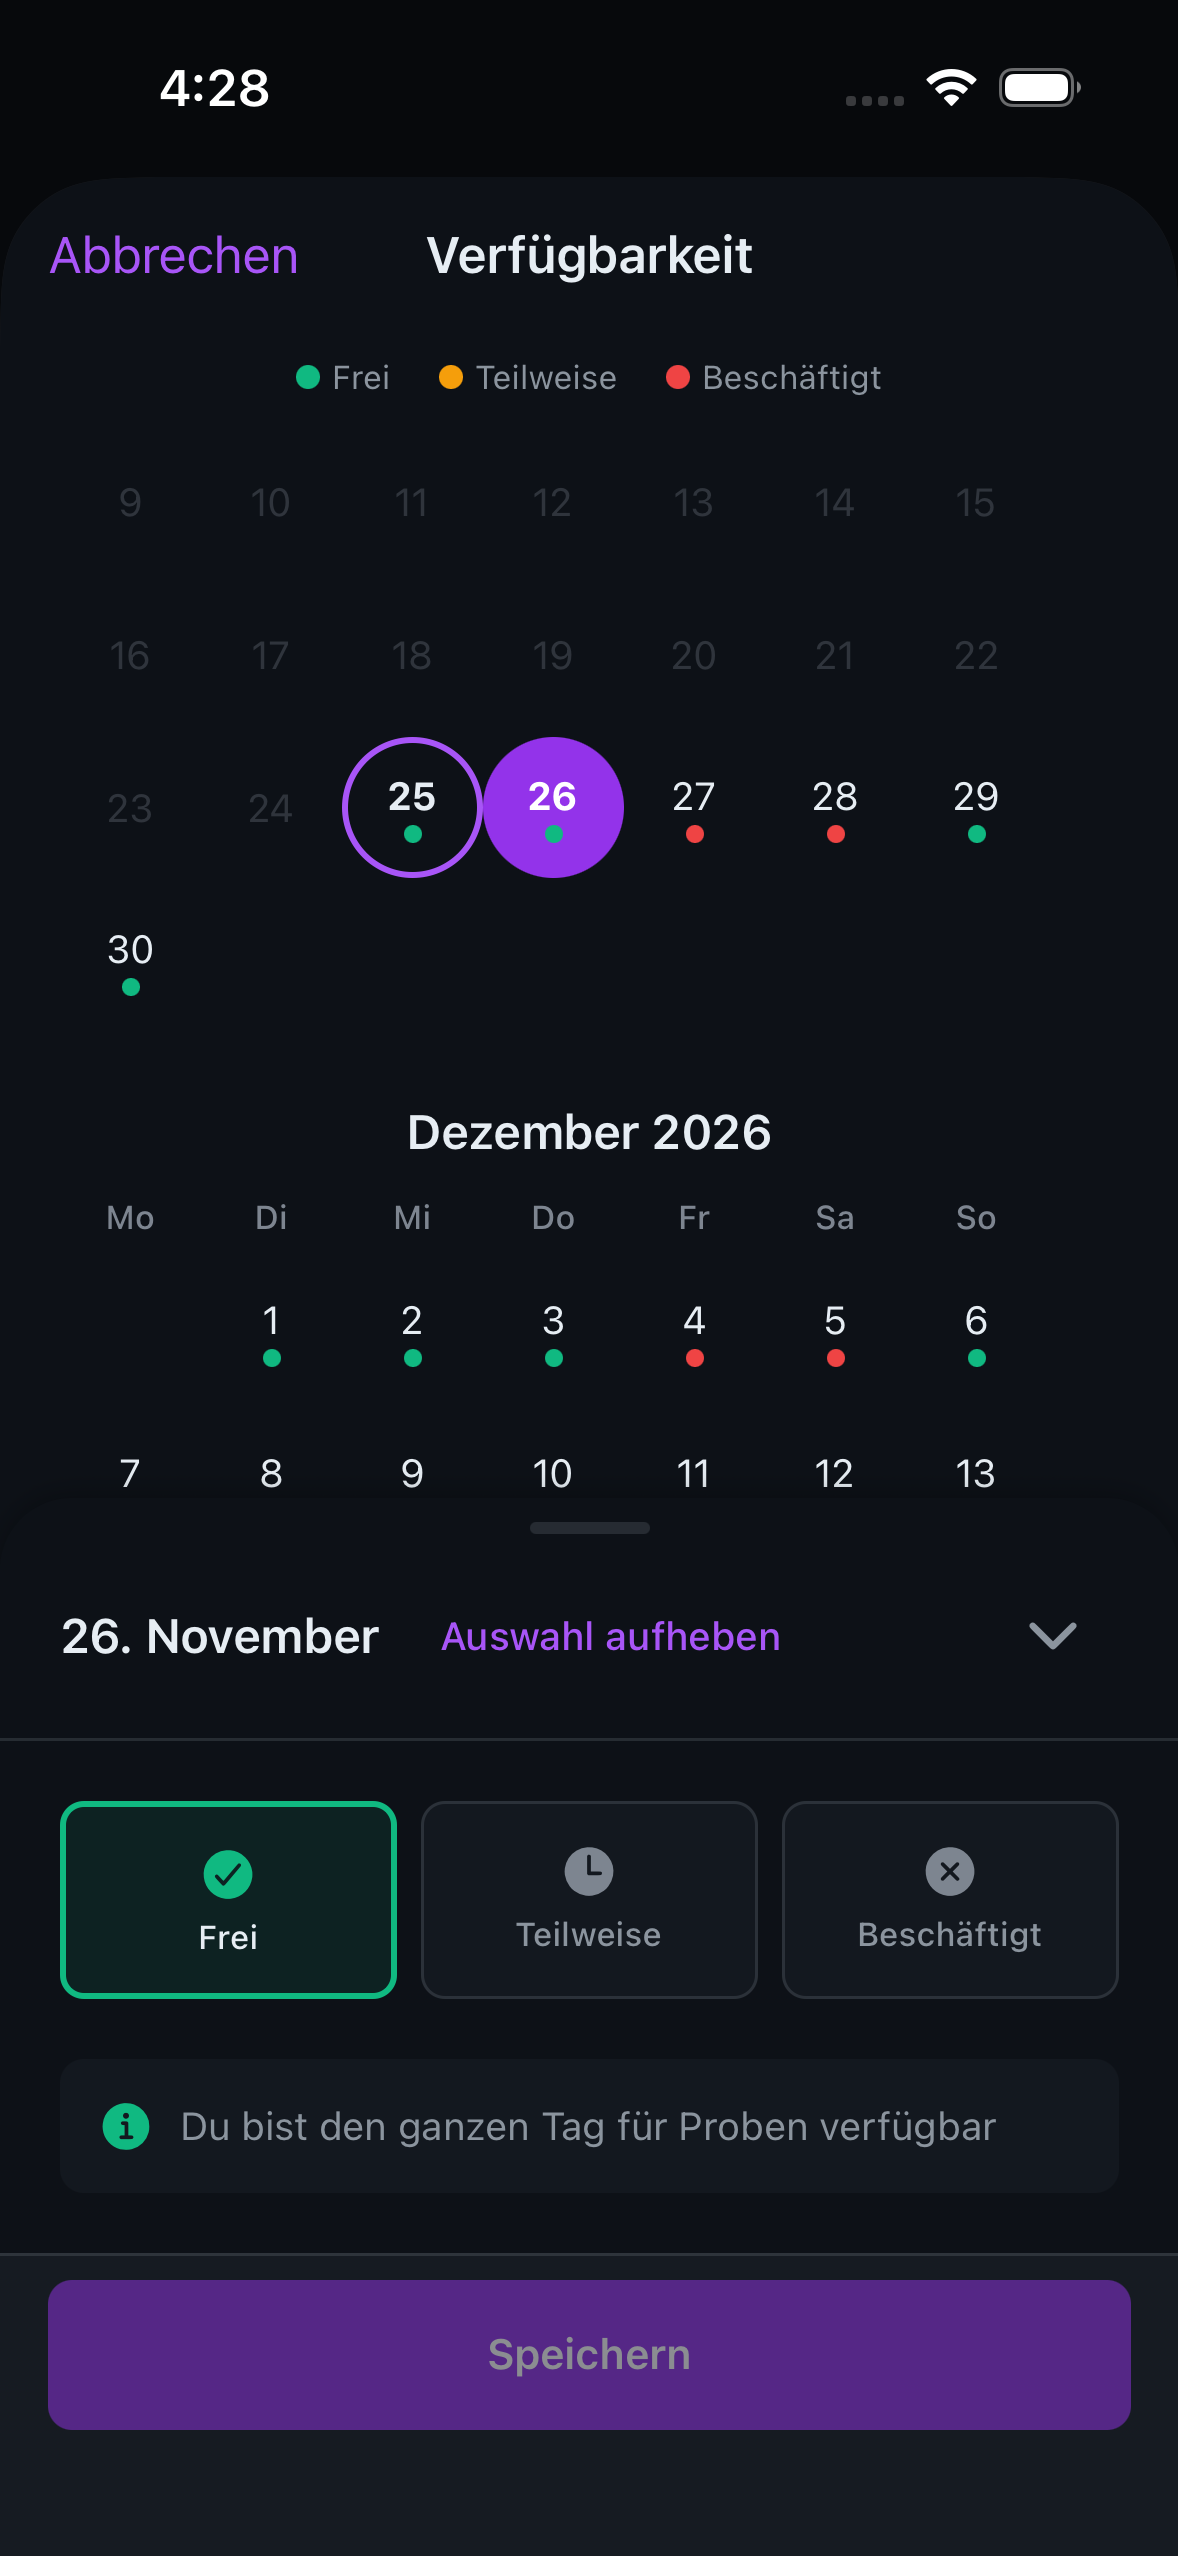 4:28
Abbrechen Verfügbarkeit
Frei Teilweise Beschäftigt
9 10 11 12 13 14 15
16 17 18 19 20 21 22
23 24 25 26 27 28 29
30
Dezember 2026
Mo Di Mi Do Fr Sa So
1 2 3 4 5 6
7 8 9 10 11 12 13
26. November Auswahl aufheben
Frei Teilweise Beschäftigt
Du bist den ganzen Tag für Proben verfügbar
Speichern